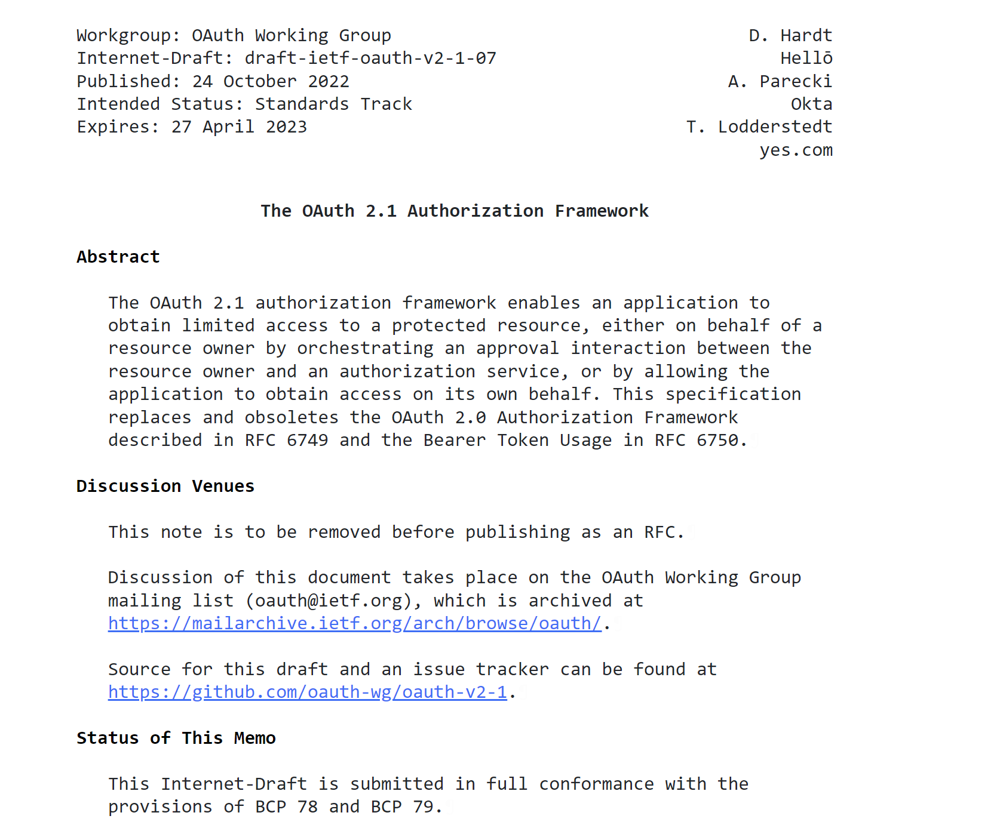 Workgroup: OAuth Working Group D. Hardt
Internet-Draft: draft-ietf-oauth-v2-1-07 Hellō
Published: 24 October 2022 A. Parecki
Intended Status: Standards Track Okta
Expires: 27 April 2023 T. Lodderstedt
yes.com
The OAuth 2.1 Authorization Framework
Abstract
The OAuth 2.1 authorization framework enables an application to
obtain limited access to a protected resource, either on behalf of a
resource owner by orchestrating an approval interaction between the
resource owner and an authorization service, or by allowing the
application to obtain access on its own behalf. This specification
replaces and obsoletes the OAuth 2.0 Authorization Framework
described in RFC 6749 and the Bearer Token Usage in RFC 6750.
Discussion Venues
This note is to be removed before publishing as an RFC.
Discussion of this document takes place on the OAuth Working Group
mailing list (oauth@ietf.org), which is archived at
https://mailarchive.ietf.org/arch/browse/oauth/.
Source for this draft and an issue tracker can be found at
https://github.com/oauth-wg/oauth-v2-1.
Status of This Memo
This Internet-Draft is submitted in full conformance with the
provisions of BCP 78 and BCP 79.